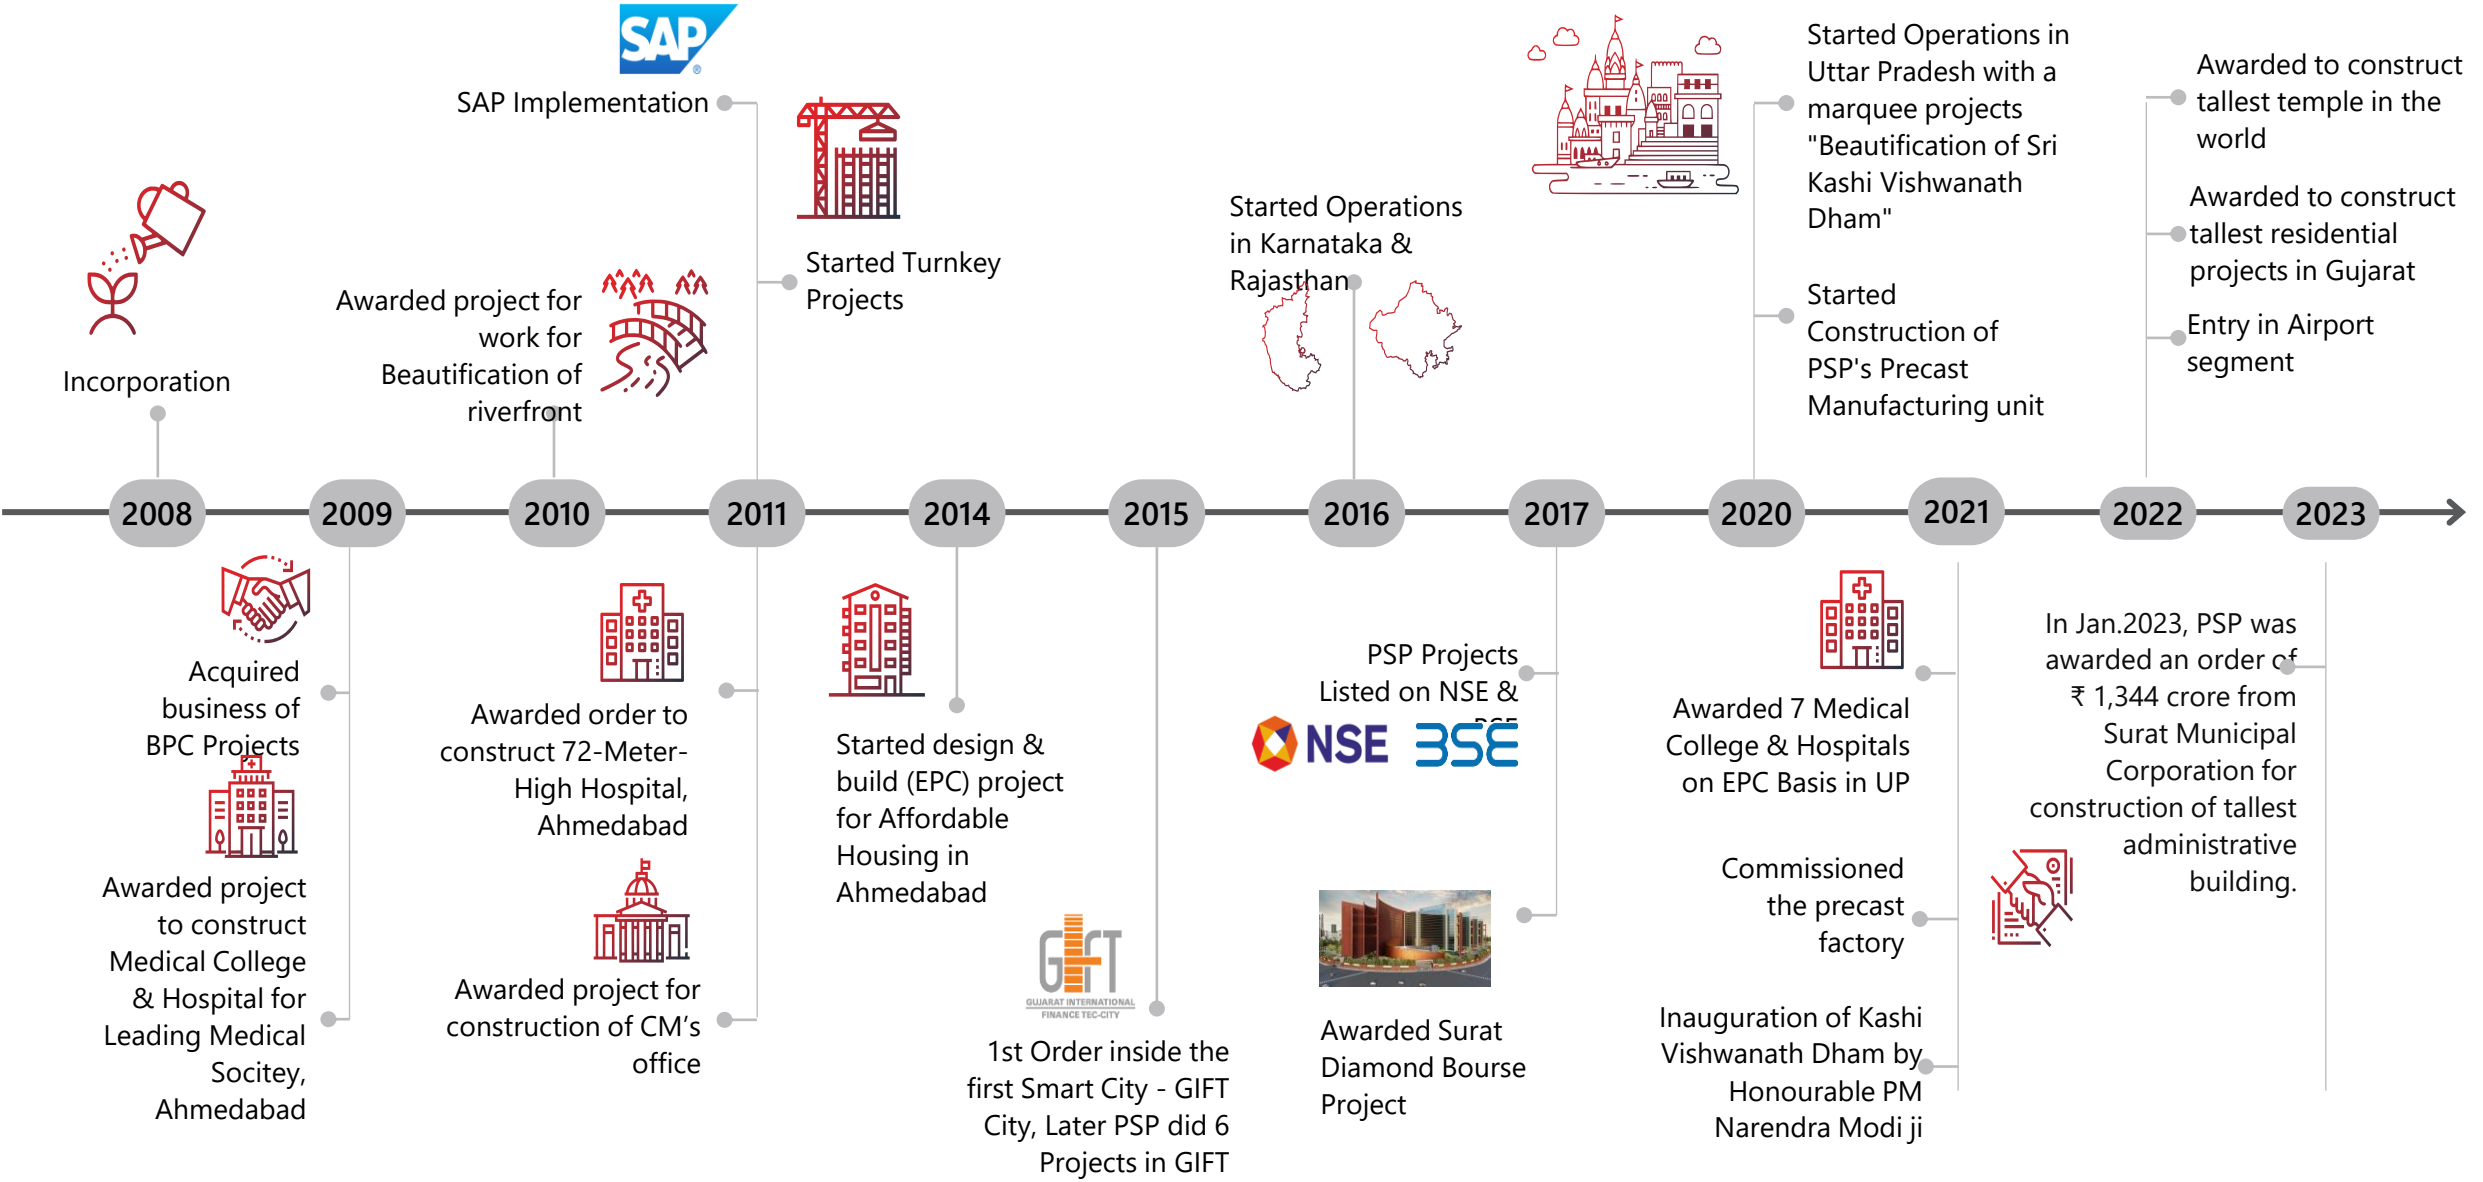 SAP
®
SAP Implementation
Started Turnkey
Projects
Incorporation
Awarded project for
work for
Beautification of
riverfront
Started Operations
in Karnataka &
Rajasthan
Started Operations in
Uttar Pradesh with a
marquee projects
"Beautification of Sri
Kashi Vishwanath
Dham"
Started
Construction of
PSP's Precast
Manufacturing unit
Awarded to construct
tallest temple in the
world
Awarded to construct
tallest residential
projects in Gujarat
Entry in Airport
segment
2008
2009
2010
2011
2014
2015
2016
2017
2020
2021
2022
2023
Acquired
business of
BPC Projects
Awarded project
to construct
Medical College
& Hospital for
Leading Medical
Socitey,
Ahmedabad
Awarded order to
construct 72-Meter-
High Hospital,
Ahmedabad
Awarded project for
construction of CM’s
office
Started design &
build (EPC) project
for Affordable
Housing in
Ahmedabad
GIFT
GUJARAT INTERNATIONAL
FINANCE TEC-CITY
1st Order inside the
first Smart City - GIFT
City, Later PSP did 6
Projects in GIFT
PSP Projects
Listed on NSE &
BSE
NSE
BSE
Awarded Surat
Diamond Bourse
Project
Awarded 7 Medical
College & Hospitals
on EPC Basis in UP
Commissioned
the precast
factory
Inauguration of Kashi
Vishwanath Dham by
Honourable PM
Narendra Modi ji
In Jan.2023, PSP was
awarded an order of
₹ 1,344 crore from
Surat Municipal
Corporation for
construction of tallest
administrative
building.